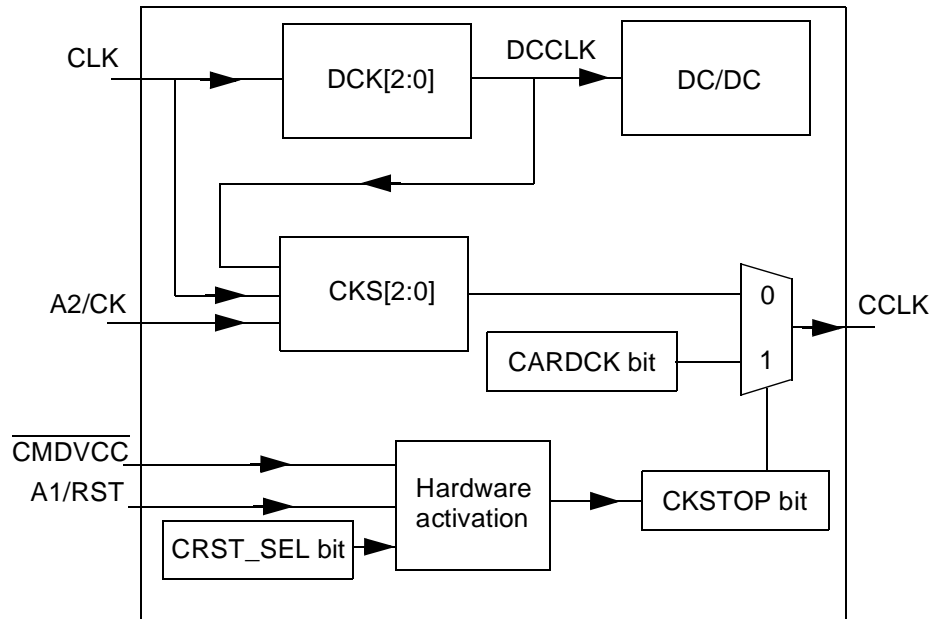 CLK
DCK[2:0]
DCCLK
DC/DC
A2/CK
CKS[2:0]
0
CCLK
CARDCK bit
1
CMDVCC
A1/RST
Hardware
activation
CKSTOP bit
CRST_SEL bit